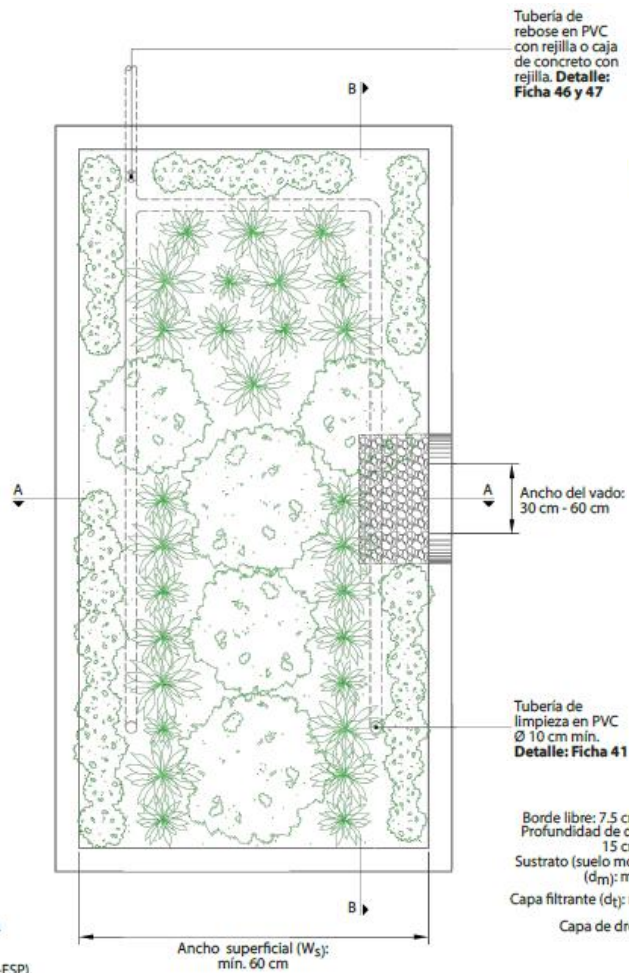 Tubería de
rebose en PVC
con rejilla o caja
de concreto con
rejilla. Detalle:
Ficha 46 y 47
B
A
A
Ancho del vado:
30 cm - 60 cm
Tubería de
limpieza en PVC
Ø 10 cm mín.
Detalle: Ficha 41
Borde libre: 7.5
Profundidad de
15
Sustrato (suelo
(dm):
Capa filtrante (dt):
Capa de
B
Ancho superficial (Ws):
mín. 60 cm
ESP)